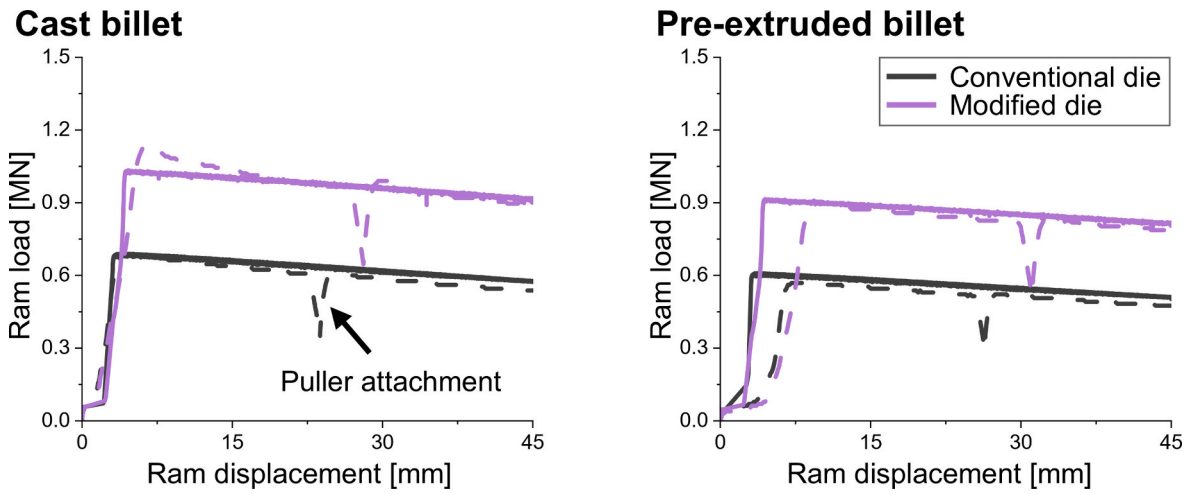 Cast billet
1.5
1.2
0.9
0.6
0.3
0.0
0
15
30
45
Ram load [MN]
Ram displacement [mm]
Puller attachment
Pre-extruded billet
1.5
1.2
0.9
0.6
0.3
0.0
0
15
30
45
Ram load [MN]
Ram displacement [mm]
Conventional die
Modified die